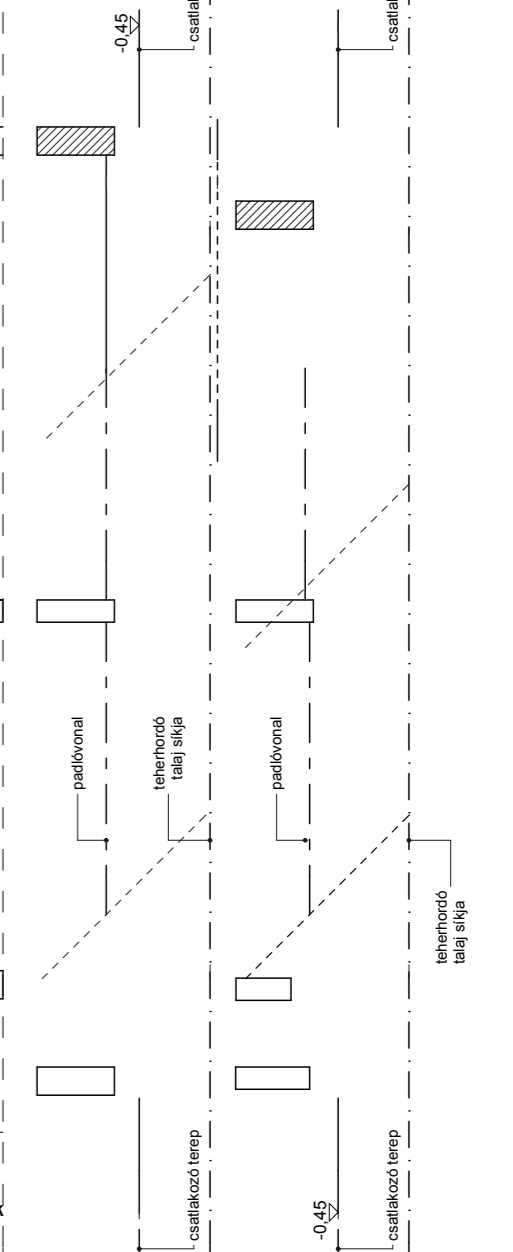 -0,45
csatla
csatla
padlóvonal
teherhordó
talaj síkja
padlóvonal
teherhordó
talaj síkja
csatlakozó terep
-0,45
csatlakozó terep